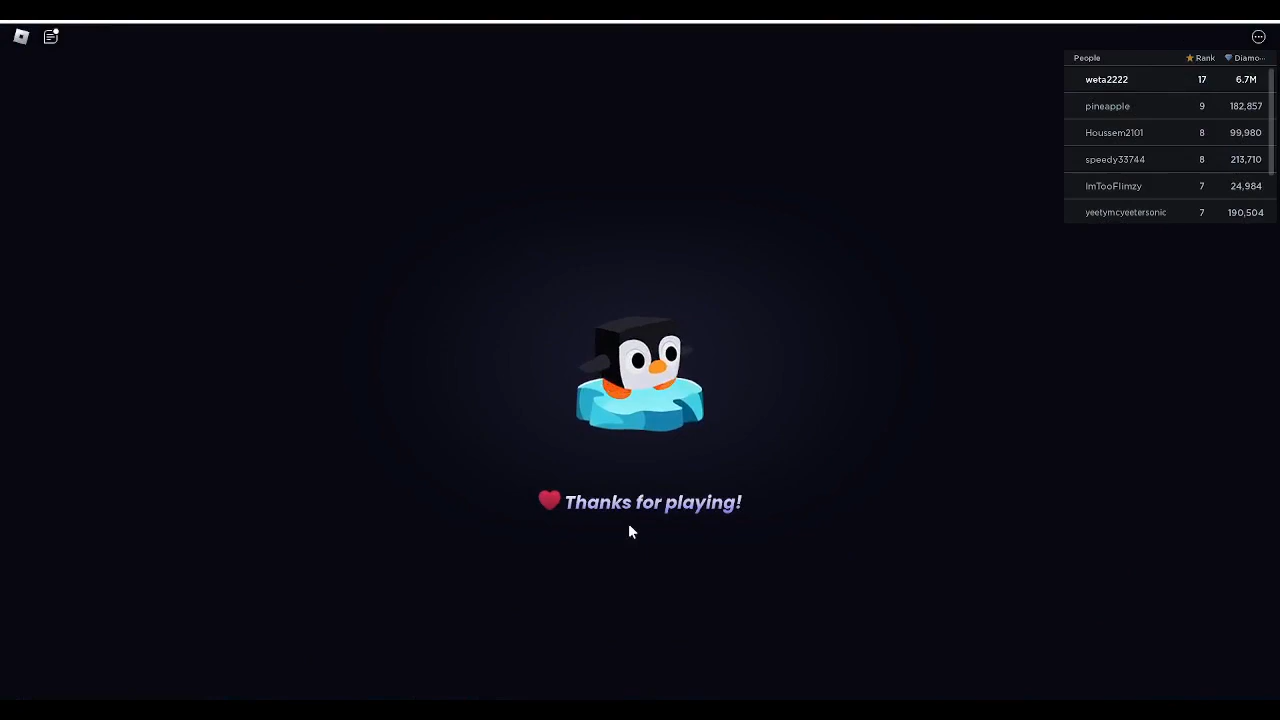 People Rank Diamo···
weta2222 17 6.7M
pineapple 9 182,857
Houssem2101 8 99,980
speedy33744 8 213,710
ImTooFlimzy 7 24,984
yeetymcyeetersonic 7 190,504
Thanks for playing!